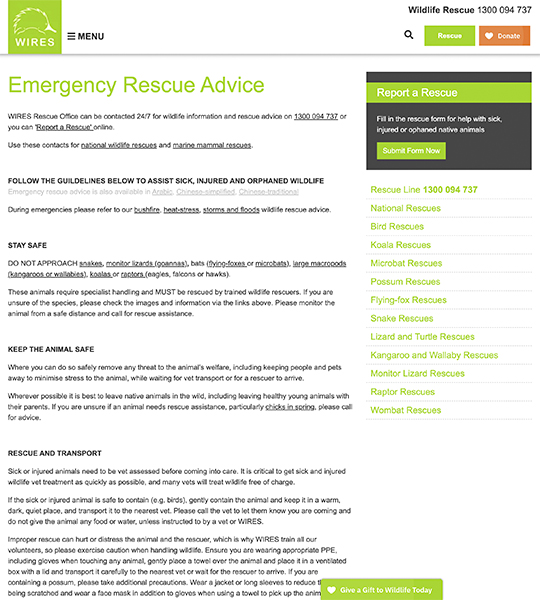 Wildlife Rescue 1300 094 737
WIRES
MENU
Rescue
Donate
Emergency Rescue Advice
WIRES Rescue Office can be contacted 24/7 for wildlife information and rescue advice on 1300 094 737 or
you can 'Report a Rescue' online.
Use these contacts for national wildlife rescues and marine mammal rescues.
FOLLOW THE GUIDELINES BELOW TO ASSIST SICK, INJURED AND ORPHANED WILDLIFE
Emergency rescue advice is also available in Arabic, Chinese-simplified, Chinese-traditional
During emergencies please refer to our bushfire, heat-stress, storms and floods wildlife rescue advice.
STAY SAFE
DO NOT APPROACH snakes, monitor lizards (goannas), bats (flying-foxes or microbats), large macropods
(kangaroos or wallabies), koalas or raptors (eagles, falcons or hawks).
These animals require specialist handling and MUST be rescued by trained wildlife rescuers. If you are
unsure of the species, please check the images and information via the links above. Please monitor the
animal from a safe distance and call for rescue assistance.
KEEP THE ANIMAL SAFE
Where you can do so safely remove any threat to the animal's welfare, including keeping people and pets
away to minimise stress to the animal, while waiting for vet transport or for a rescuer to arrive.
Wherever possible it is best to leave native animals in the wild, including leaving healthy young animals with
their parents. If you are unsure if an animal needs rescue assistance, particularly chicks in spring, please call
for advice.
RESCUE AND TRANSPORT
Sick or injured animals need to be vet assessed before coming into care. It is critical to get sick and injured
wildlife vet treatment as quickly as possible, and many vets will treat wildlife free of charge.
If the sick or injured animal is safe to contain (e.g. birds), gently contain the animal and keep it in a warm,
dark, quiet place, and transport it to the nearest vet. Please call the vet to let them know you are coming and
do not give the animal any food or water, unless instructed to by a vet or WIRES.
Improper rescue can hurt or distress the animal and the rescuer, which is why WIRES train all our
volunteers, so please exercise caution when handling wildlife. Ensure you are wearing appropriate PPE,
including gloves when touching any animal, gently place a towel over the animal and place it in a ventilated
box with a lid and transport it carefully to the nearest vet or wait for the rescuer to arrive. If you are
containing a possum, please take additional precautions. Wear a jacket or long sleeves to reduce
being scratched and wear a face mask in addition to gloves when using a towel to pick up the
Report a Rescue
Fill in the rescue form for help with sick,
injured or ophaned native animals
Submit Form Now
Rescue Line 1300 094 737
National Rescues
Bird Rescues
Koala Rescues
Microbat Rescues
Possum Rescues
Flying-fox Rescues
Snake Rescues
Lizard and Turtle Rescues
Kangaroo and Wallaby Rescues
Monitor Lizard Rescues
Raptor Rescues
Wombat Rescues
Give a Gift to Wildlife Today